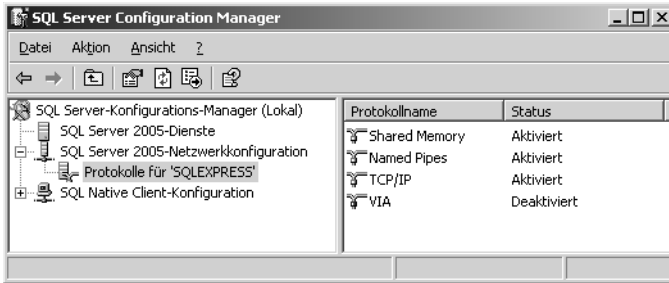 SQL Server Configuration Manager
Datei Aktion Ansicht ?
SQL Server-Konfigurations-Manager (Lokal)
SQL Server 2005-Dienste
SQL Server 2005-Netzwerkkonfiguration
Protokolle für 'SQLEXPRESS'
SQL Native Client-Konfiguration
Protokollname Status
Shared Memory Aktiviert
Named Pipes Aktiviert
TCP/IP Aktiviert
VIA Deaktiviert